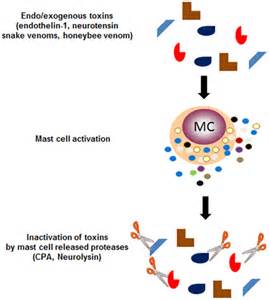 Endo/exogenous toxins
(endothelin-1, neurotensin
snake venoms, honeybee venom)
Mast cell activation
MC
Inactivation of toxins
by mast cell released proteases
(CPA, Neurolysin)